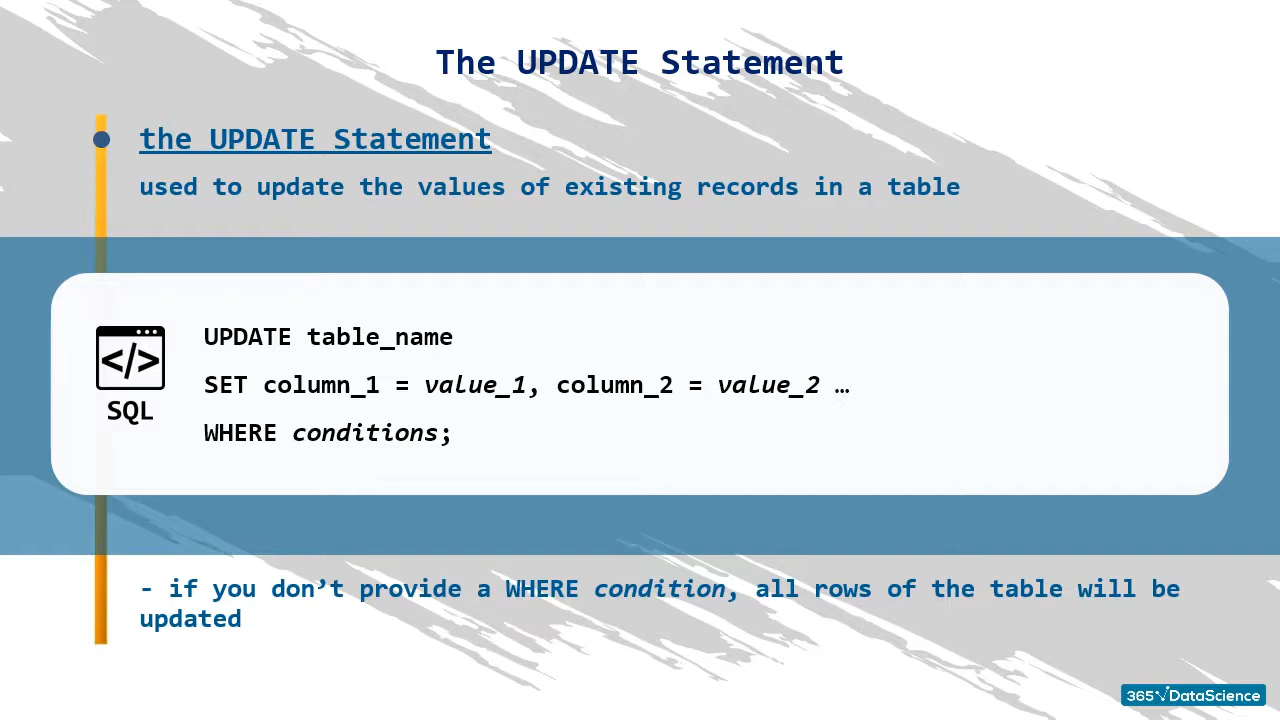 The UPDATE Statement
the UPDATE Statement
used to update the values of existing records in a table
UPDATE table_name
SET column_1 = value_1, column_2 = value_2 …
WHERE conditions;
</>
SQL
- if you don’t provide a WHERE condition, all rows of the table will be
updated
365 DataScience